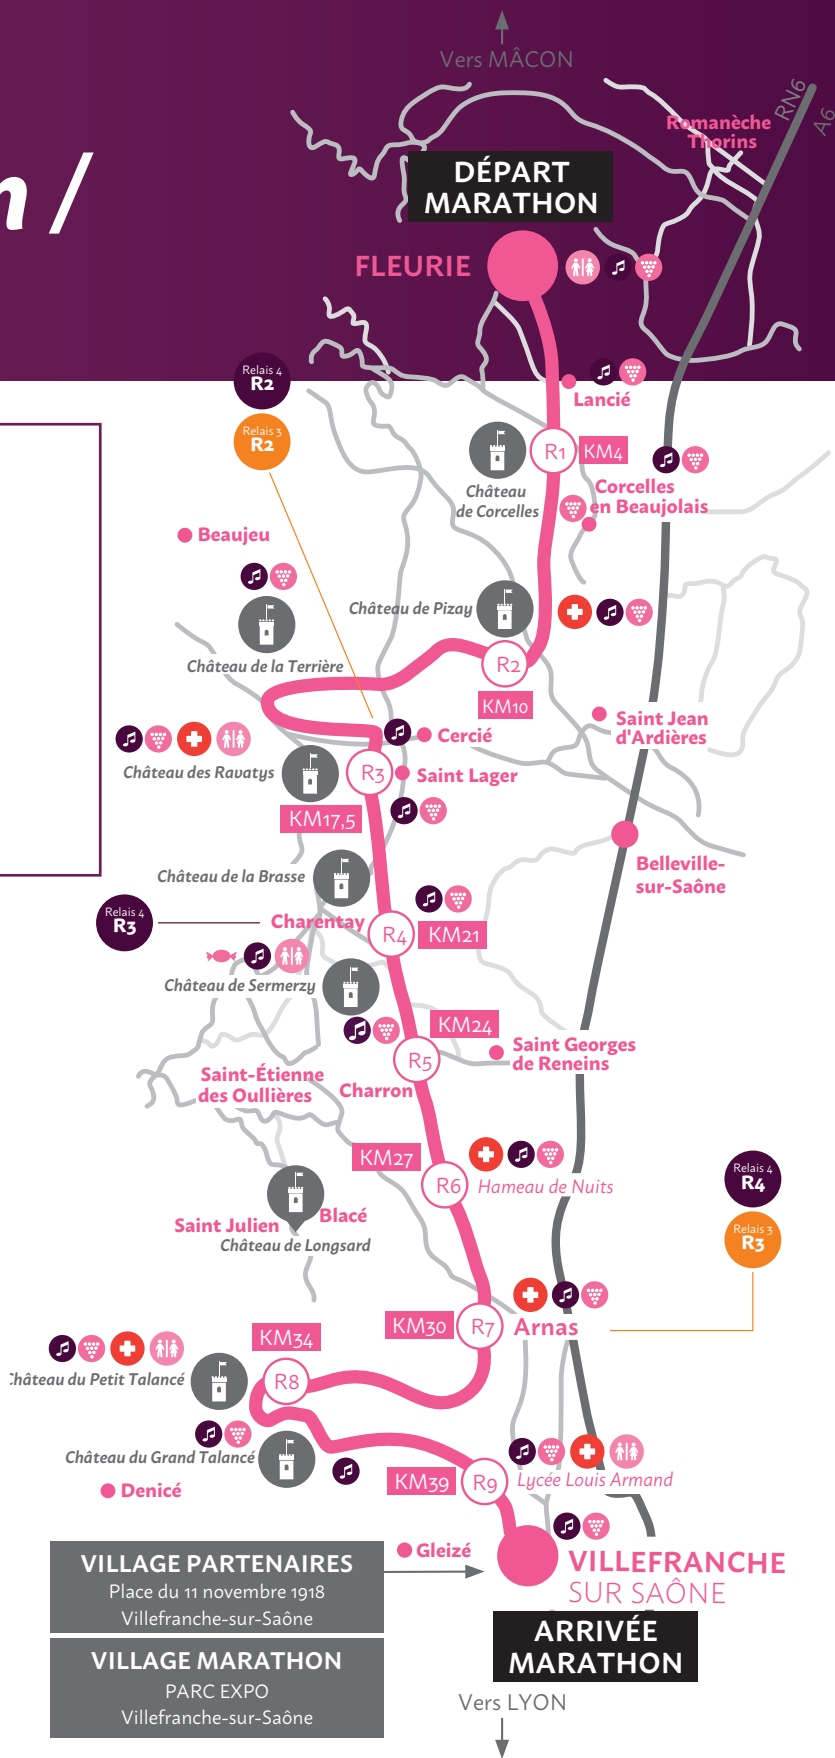 Vers MÂCON
RN6
A6
Romanèche
Thorins
n /
DÉPART
MARATHON
FLEURIE
Relais 4
R2
Relais 3
R2
Lancié
R1
KM4
Château
de Corcelles
Corcelles
en Beaujolais
Beaujeu
Château de Pizay
Château de la Terrière
R2
KM10
Saint Jean
d'Ardières
Cercié
Château des Ravatys
R3
Saint Lager
KM17,5
Belleville-
sur-Saône
Château de la Brasse
Relais 4
R3
Charentay
R4
KM21
Château de Sermerzy
KM24
Saint Georges
de Reneins
R5
Saint-Étienne
des Oullières
Charron
KM27
R6
Hameau de Nuits
Relais 4
R4
Relais 3
R3
Saint Julien
Blacé
Château de Longsard
KM30
R7
Arnas
KM34
R8
Château du Petit Talancé
Château du Grand Talancé
KM39
R9
Lycée Louis Armand
Denicé
Gleizé
VILLEFRANCHE
SUR SAÔNE
VILLAGE PARTENAIRES
Place du 11 novembre 1918
Villefranche-sur-Saône
ARRIVÉE
MARATHON
VILLAGE MARATHON
PARC EXPO
Villefranche-sur-Saône
Vers LYON